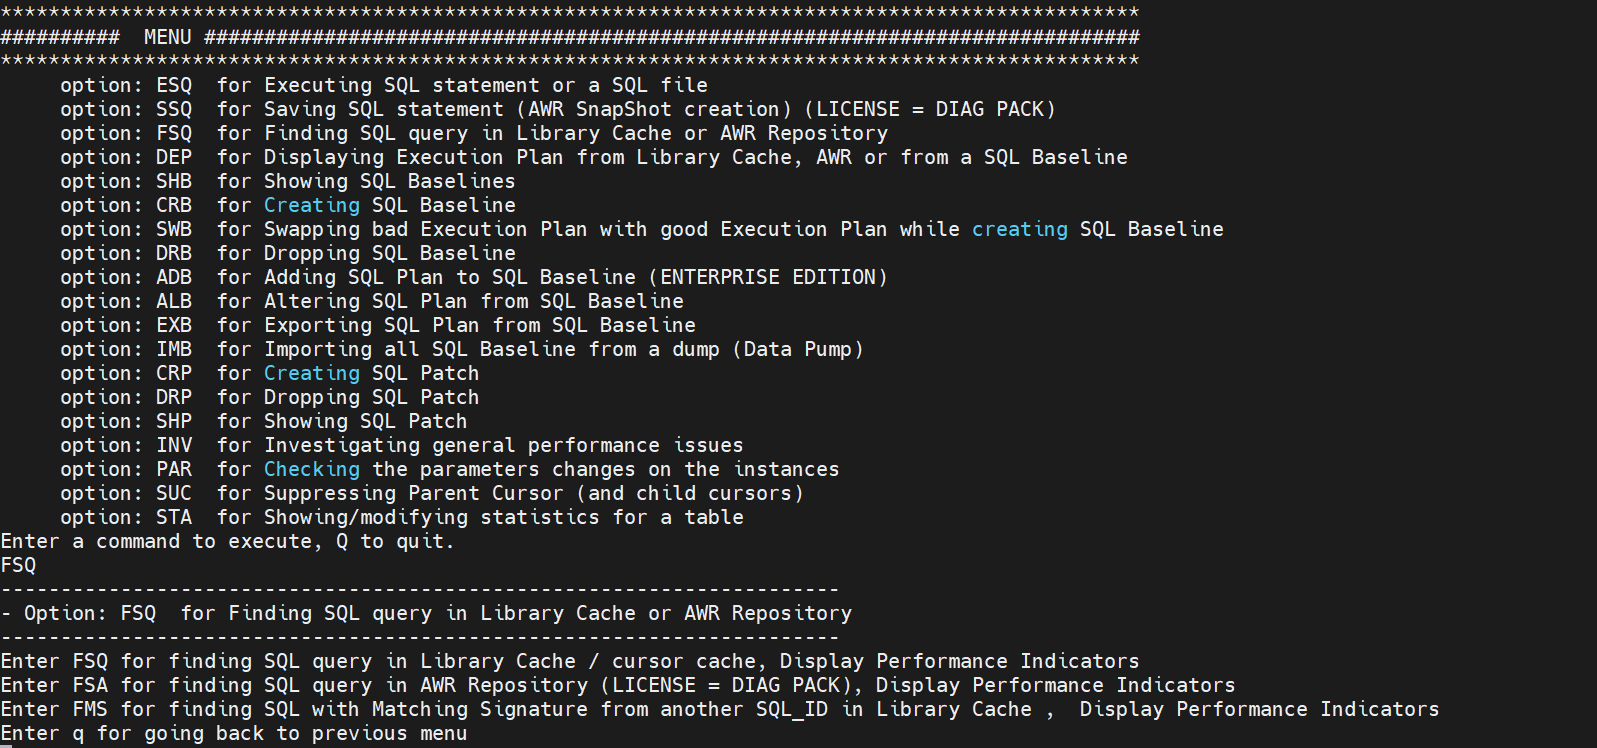 ***********************************************************************************************
##########  MENU ##############################################################################
***********************************************************************************************
     option: ESQ  for Executing SQL statement or a SQL file
     option: SSQ  for Saving SQL statement (AWR SnapShot creation) (LICENSE = DIAG PACK)
     option: FSQ  for Finding SQL query in Library Cache or AWR Repository
     option: DEP  for Displaying Execution Plan from Library Cache, AWR or from a SQL Baseline
     option: SHB  for Showing SQL Baselines
     option: CRB  for Creating SQL Baseline
     option: SWB  for Swapping bad Execution Plan with good Execution Plan while creating SQL Baseline
     option: DRB  for Dropping SQL Baseline
     option: ADB  for Adding SQL Plan to SQL Baseline (ENTERPRISE EDITION)
     option: ALB  for Altering SQL Plan from SQL Baseline
     option: EXB  for Exporting SQL Plan from SQL Baseline
     option: IMB  for Importing all SQL Baseline from a dump (Data Pump)
     option: CRP  for Creating SQL Patch
     option: DRP  for Dropping SQL Patch
     option: SHP  for Showing SQL Patch
     option: INV  for Investigating general performance issues
     option: PAR  for Checking the parameters changes on the instances
     option: SUC  for Suppressing Parent Cursor (and child cursors)
     option: STA  for Showing/modifying statistics for a table
Enter a command to execute, Q to quit.
FSQ
----------------------------------------------------------------------
- Option: FSQ  for Finding SQL query in Library Cache or AWR Repository
----------------------------------------------------------------------
Enter FSQ for finding SQL query in Library Cache / cursor cache, Display Performance Indicators
Enter FSA for finding SQL query in AWR Repository (LICENSE = DIAG PACK), Display Performance Indicators
Enter FMS for finding SQL with Matching Signature from another SQL_ID in Library Cache ,  Display Performance Indicators
Enter q for going back to previous menu